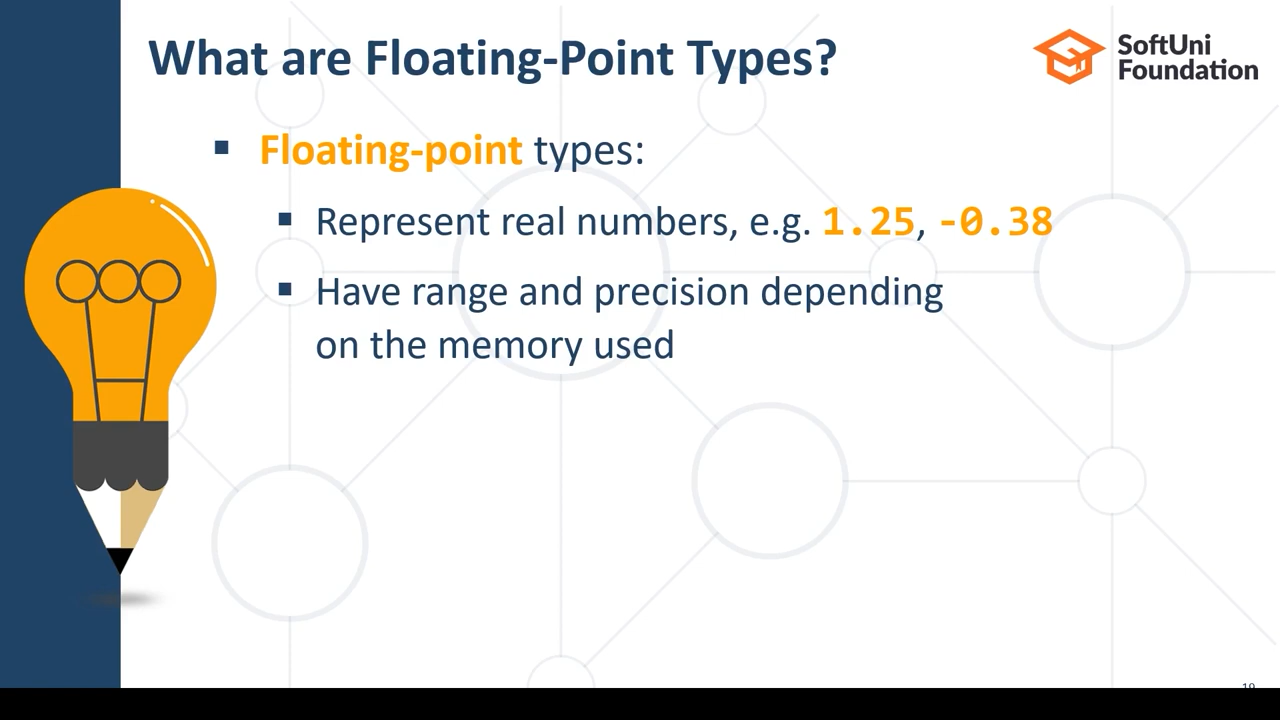 What are Floating-Point Types?
SoftUni
Foundation
▪ Floating-point types:
▪ Represent real numbers, e.g. 1.25, -0.38
▪ Have range and precision depending
on the memory used